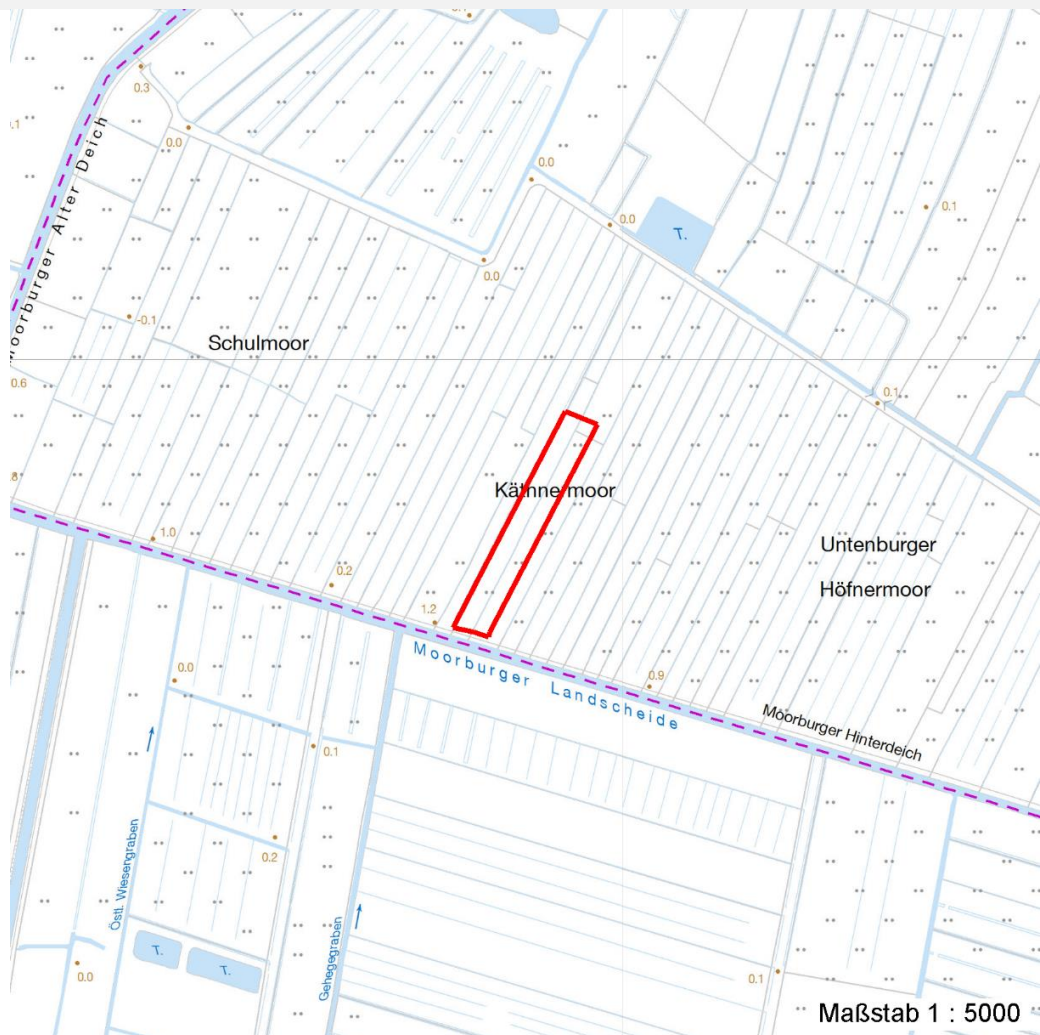 0.3
0.0
0.0
Moorburger Alter Deich
0.1
0.0
T.
0.0
-0.1
Schulmoor
0.6
0.1
Käthnermoor
1.0
Untenburger
0.2
Höfnermoor
1.2
Moorburger Landscheide
0.0
0.9
Moorburger Hinterdeich
0.1
0.2
Östl. Wiesengraben
Gehegegraben
T.
T.
0.0
0.1
Maßstab 1 : 5000